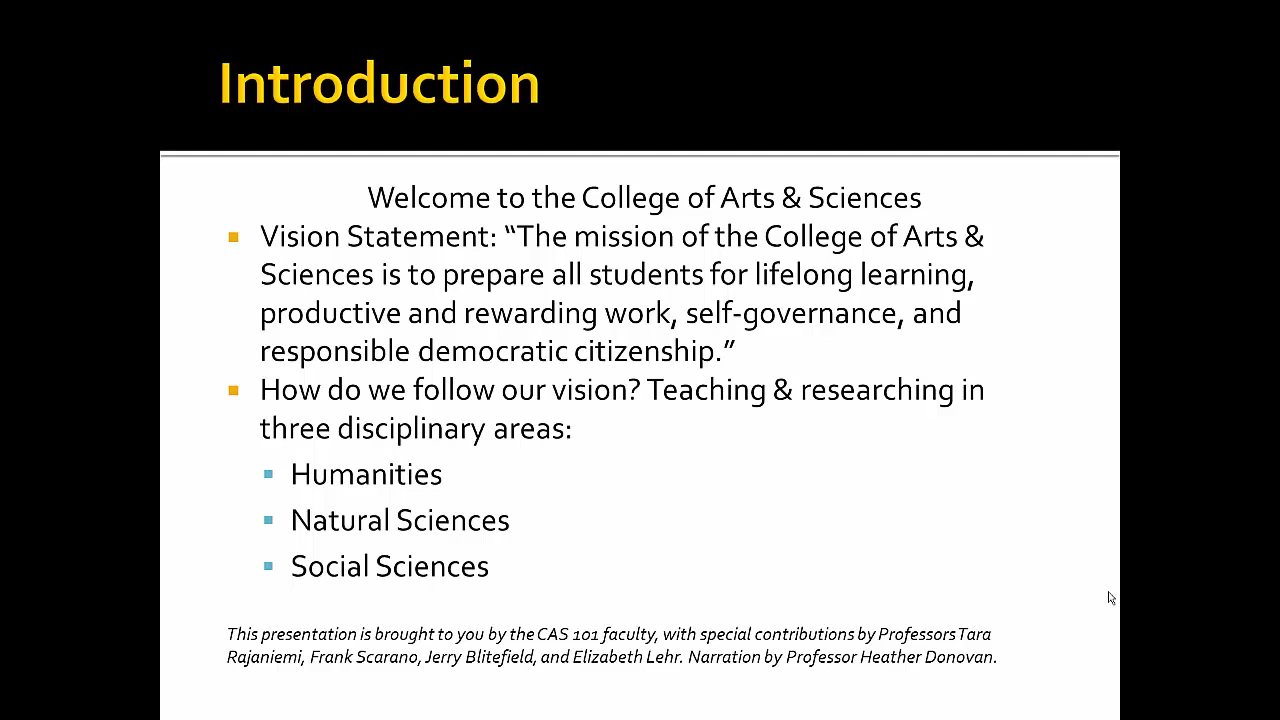 Introduction
Welcome to the College of Arts & Sciences
Vision Statement: “The mission of the College of Arts &
Sciences is to prepare all students for lifelong learning,
productive and rewarding work, self-governance, and
responsible democratic citizenship.”
How do we follow our vision? Teaching & researching in
three disciplinary areas:
Humanities
Natural Sciences
Social Sciences
This presentation is brought to you by the CAS 101 faculty, with special contributions by Professors Tara
Rajaniemi, Frank Scarano, Jerry Blitefield, and Elizabeth Lehr. Narration by Professor Heather Donovan.